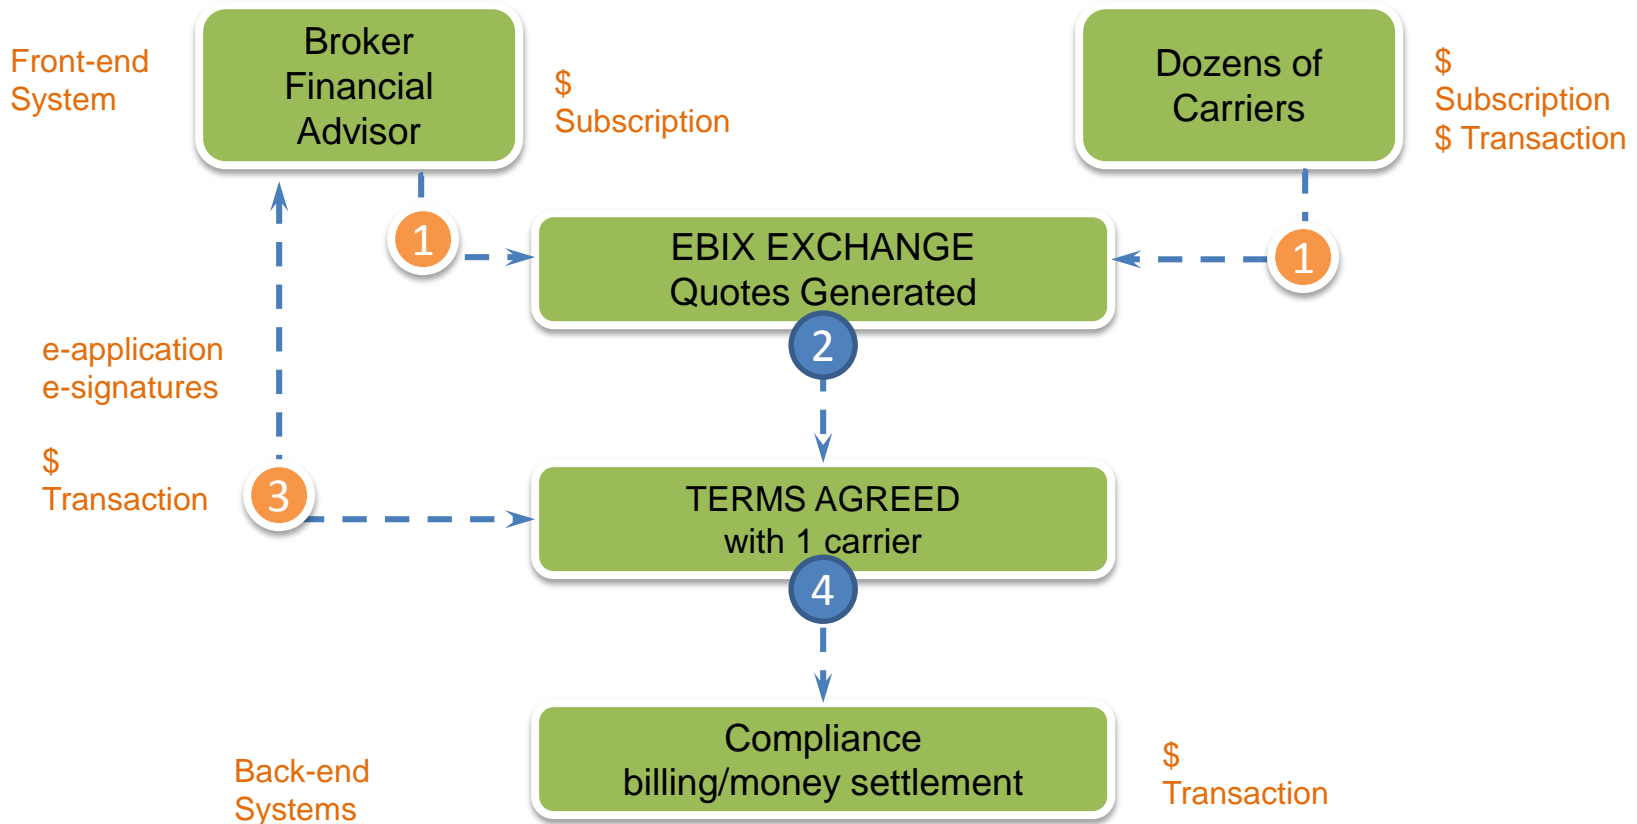 Front-end
System
Broker
Financial
Advisor
$
Subscription
Dozens of
Carriers
$
Subscription
$ Transaction
1
EBIX EXCHANGE
Quotes Generated
1
2
e-application
e-signatures
$
Transaction
3
TERMS AGREED
with 1 carrier
4
Compliance
billing/money settlement
Back-end
Systems
$
Transaction